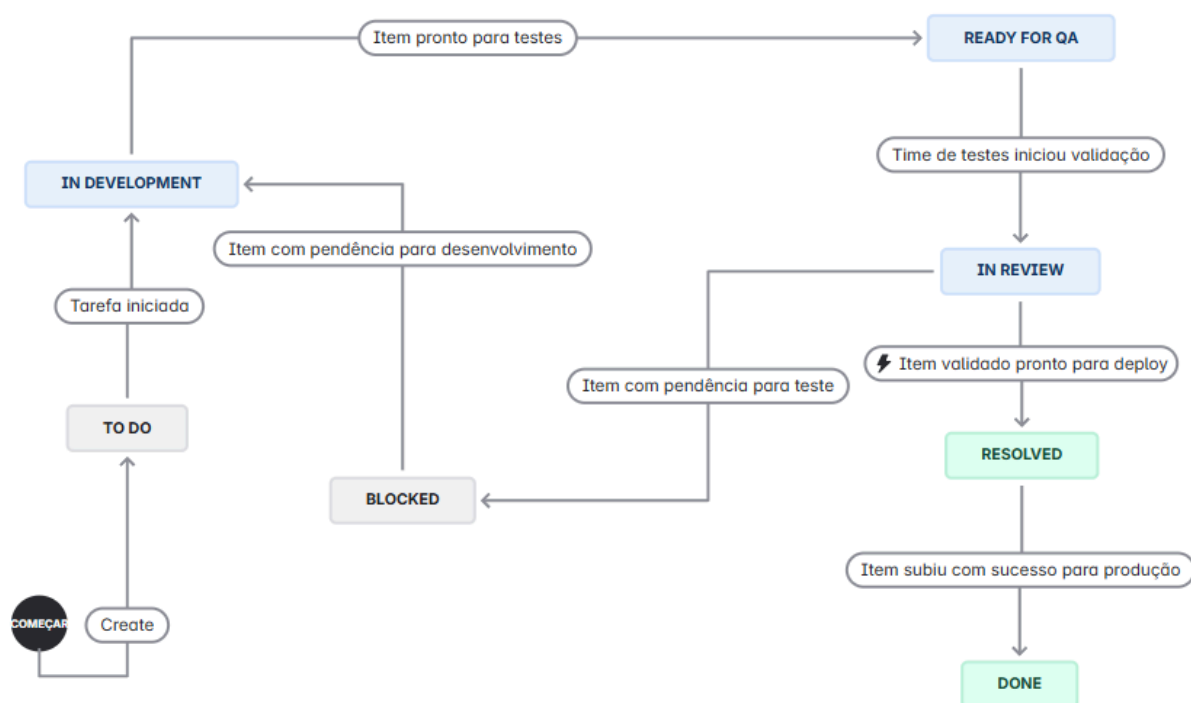 Item pronto para testes
READY FOR QA
Time de testes iniciou validação
IN DEVELOPMENT
Item com pendência para desenvolvimento
IN REVIEW
Tarefa iniciada
Item validado pronto para deploy
Item com pendência para teste
TO DO
RESOLVED
BLOCKED
Item subiu com sucesso para produção
COMEÇAR
Create
DONE